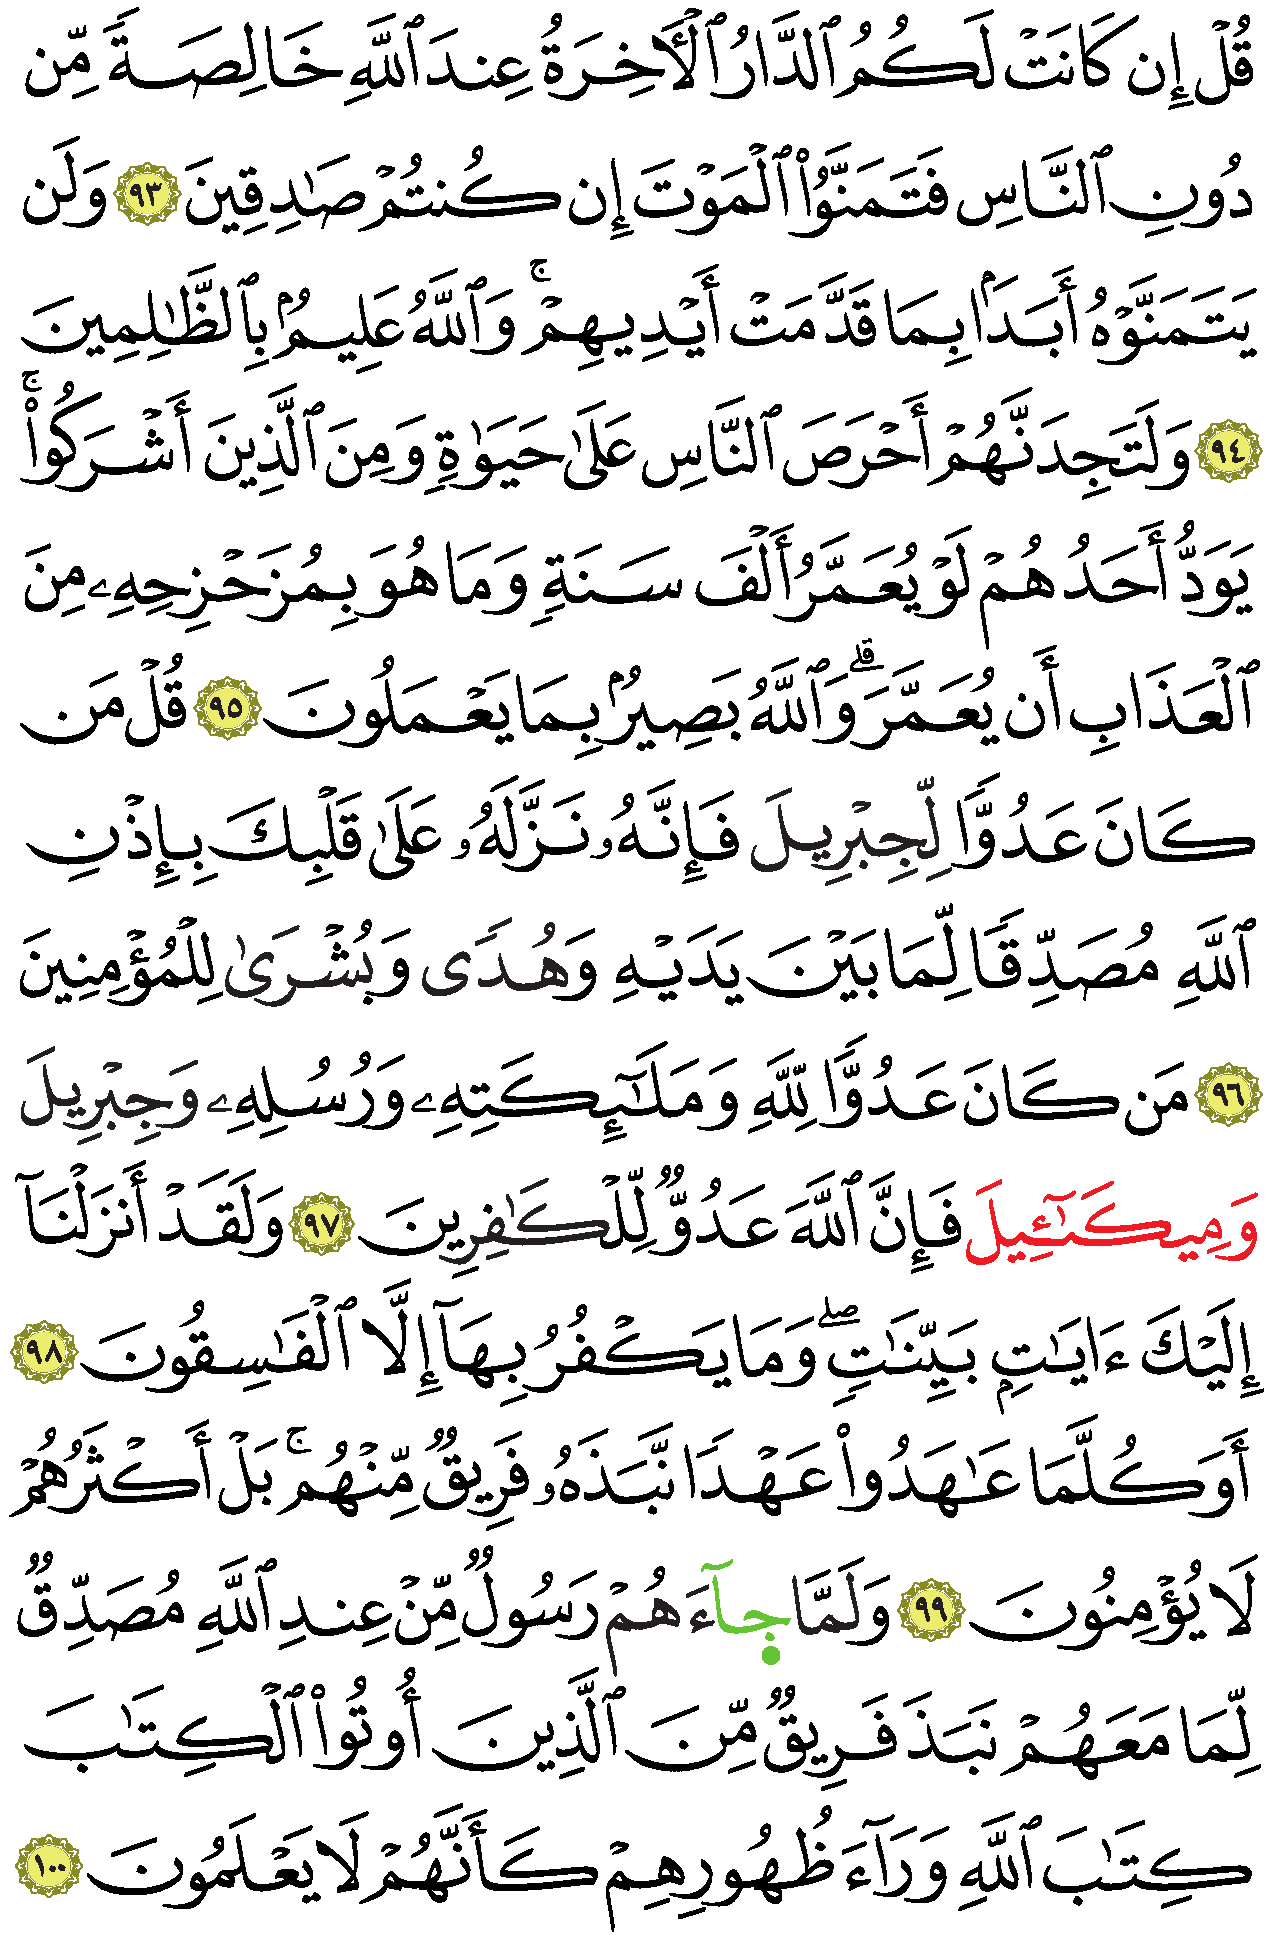 قُلۡ إِن كَانَتۡ لَكُمُ ٱلدَّارُ ٱلۡأٓخِرَةُ عِندَ ٱللَّهِ خَالِصَةٗ مِّن
دُونِ ٱلنَّاسِ فَتَمَنَّوُاْ ٱلۡمَوۡتَ إِن كُنتُمۡ صَٰدِقِينَ ٩٣ وَلَن
يَتَمَنَّوۡهُ أَبَدَۢا بِمَا قَدَّمَتۡ أَيۡدِيهِمۡۚ وَٱللَّهُ عَلِيمُۢ بِٱلظَّٰلِمِينَ
٩٤ وَلَتَجِدَنَّهُمۡ أَحۡرَصَ ٱلنَّاسِ عَلَىٰ حَيَوٰةٖ وَمِنَ ٱلَّذِينَ أَشۡرَكُواْۚ
يَوَدُّ أَحَدُهُمۡ لَوۡ يُعَمَّرُ أَلۡفَ سَنَةٖ وَمَا هُوَ بِمُزَحۡزِحِهِۦ مِنَ
ٱلۡعَذَابِ أَن يُعَمَّرَۗ وَٱللَّهُ بَصِيرُۢ بِمَا يَعۡمَلُونَ ٩٥ قُلۡ مَن
كَانَ عَدُوّٗا لِّجِبۡرِيلَ فَإِنَّهُۥ نَزَّلَهُۥ عَلَىٰ قَلۡبِكَ بِإِذۡنِ
ٱللَّهِ مُصَدِّقٗا لِّمَا بَيۡنَ يَدَيۡهِ وَهُدٗى وَبُشۡرَىٰ لِلۡمُؤۡمِنِينَ
٩٦ مَن كَانَ عَدُوّٗا لِّلَّهِ وَمَلَٰٓئِكَتِهِۦ وَرُسُلِهِۦ وَجِبۡرِيلَ
وَمِيكَٰٓئِيلَ فَإِنَّ ٱللَّهَ عَدُوّٞ لِّلۡكَٰفِرِينَ ٩٧ وَلَقَدۡ أَنزَلۡنَآ
إِلَيۡكَ ءَايَٰتِۭ بَيِّنَٰتٖۖ وَمَا يَكۡفُرُ بِهَآ إِلَّا ٱلۡفَٰسِقُونَ ٩٨
أَوَكُلَّمَا عَٰهَدُواْ عَهۡدٗا نَّبَذَهُۥ فَرِيقٞ مِّنۡهُمۚ بَلۡ أَكۡثَرُهُمۡ
لَا يُؤۡمِنُونَ ٩٩ وَلَمَّا جَآءَهُمۡ رَسُولٞ مِّنۡ عِندِ ٱللَّهِ مُصَدِّقٞ
لِّمَا مَعَهُمۡ نَبَذَ فَرِيقٞ مِّنَ ٱلَّذِينَ أُوتُواْ ٱلۡكِتَٰبَ
كِتَٰبَ ٱللَّهِ وَرَآءَ ظُهُورِهِمۡ كَأَنَّهُمۡ لَا يَعۡلَمُونَ ١٠٠